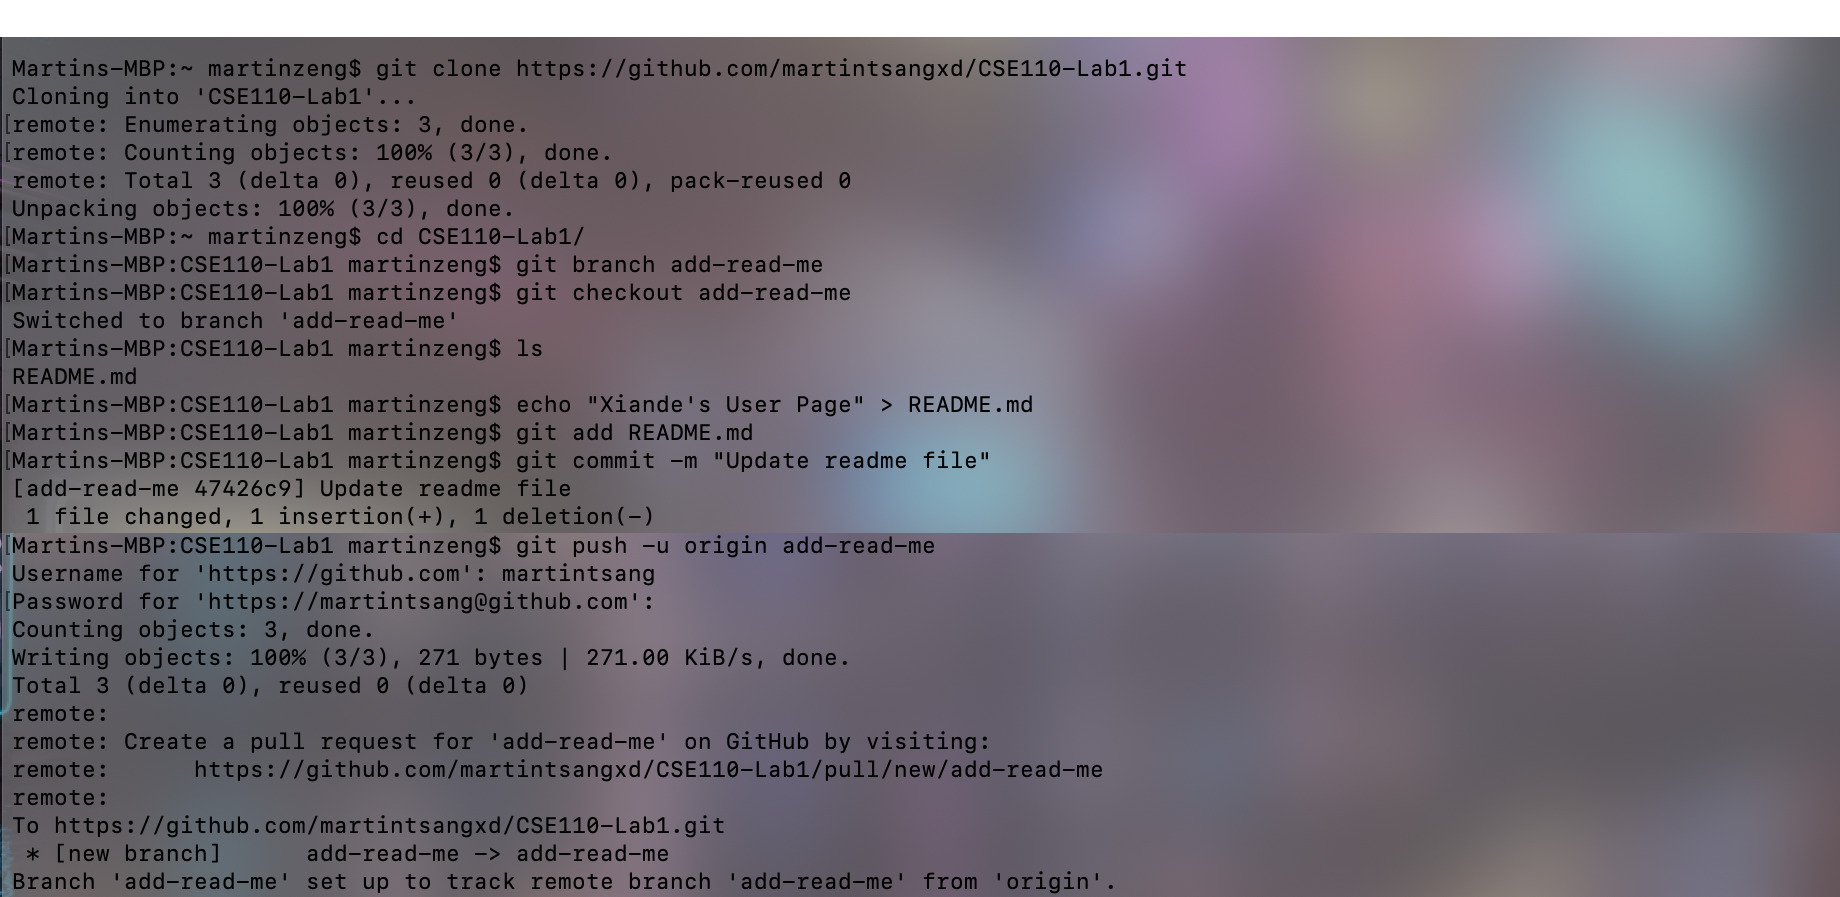 Martins-MBP:~ martinzeng$ git clone https://github.com/martintsangxd/CSE110-Lab1.git
Cloning into 'CSE110-Lab1'...
[remote: Enumerating objects: 3, done.
[remote: Counting objects: 100% (3/3), done.
remote: Total 3 (delta 0), reused 0 (delta 0), pack-reused 0
Unpacking objects: 100% (3/3), done.
[Martins-MBP:~ martinzeng$ cd CSE110-Lab1/
[Martins-MBP:CSE110-Lab1 martinzeng$ git branch add-read-me
[Martins-MBP:CSE110-Lab1 martinzeng$ git checkout add-read-me
Switched to branch 'add-read-me'
[Martins-MBP:CSE110-Lab1 martinzeng$ ls
README.md
[Martins-MBP:CSE110-Lab1 martinzeng$ echo "Xiande's User Page" > README.md
[Martins-MBP:CSE110-Lab1 martinzeng$ git add README.md
[Martins-MBP:CSE110-Lab1 martinzeng$ git commit -m "Update readme file"
[add-read-me 47426c9] Update readme file
 1 file changed, 1 insertion(+), 1 deletion(-)
[Martins-MBP:CSE110-Lab1 martinzeng$ git push -u origin add-read-me
Username for 'https://github.com': martintsang
[Password for 'https://martintsang@github.com':
Counting objects: 3, done.
Writing objects: 100% (3/3), 271 bytes | 271.00 KiB/s, done.
Total 3 (delta 0), reused 0 (delta 0)
remote:
remote: Create a pull request for 'add-read-me' on GitHub by visiting:
remote:      https://github.com/martintsangxd/CSE110-Lab1/pull/new/add-read-me
remote:
To https://github.com/martintsangxd/CSE110-Lab1.git
 * [new branch]      add-read-me -> add-read-me
Branch 'add-read-me' set up to track remote branch 'add-read-me' from 'origin'.